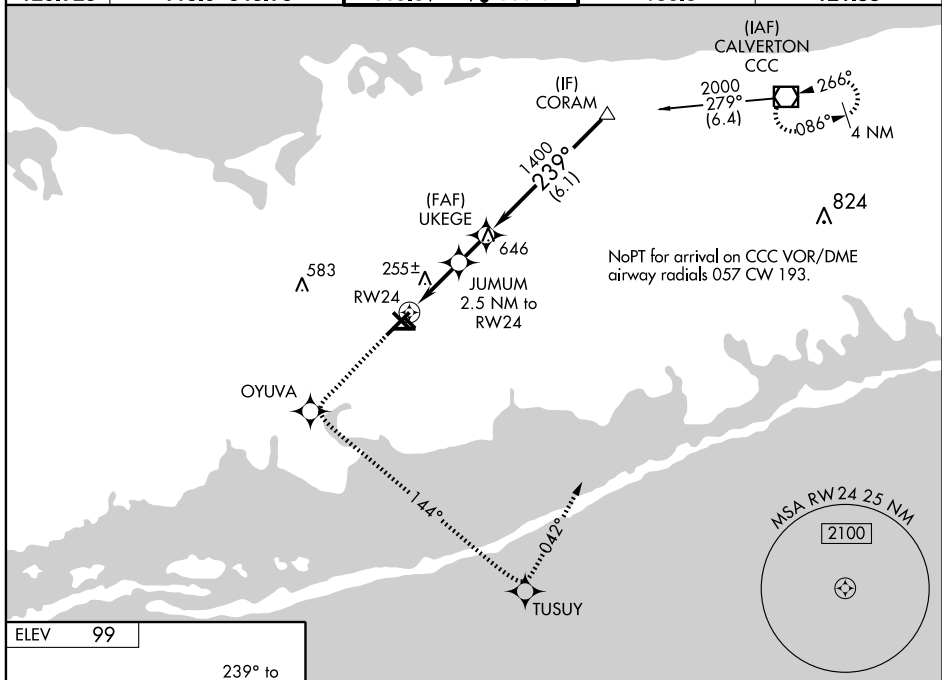 (IAF)
CALVERTON
CCC
(IF)
CORAM
2000
279°
(6.4)
266°
086°
4 NM
1400
239°
(6.1)
824
(FAF)
UKEGE
646
NoPT for arrival on CCC VOR/DME
airway radials 057 CW 193.
583
255±
JUMUM
2.5 NM to
RW24
RW24
OYUVA
144°
042°
TUSUY
MSA RW24 25 NM
2100
ELEV 99
239° to